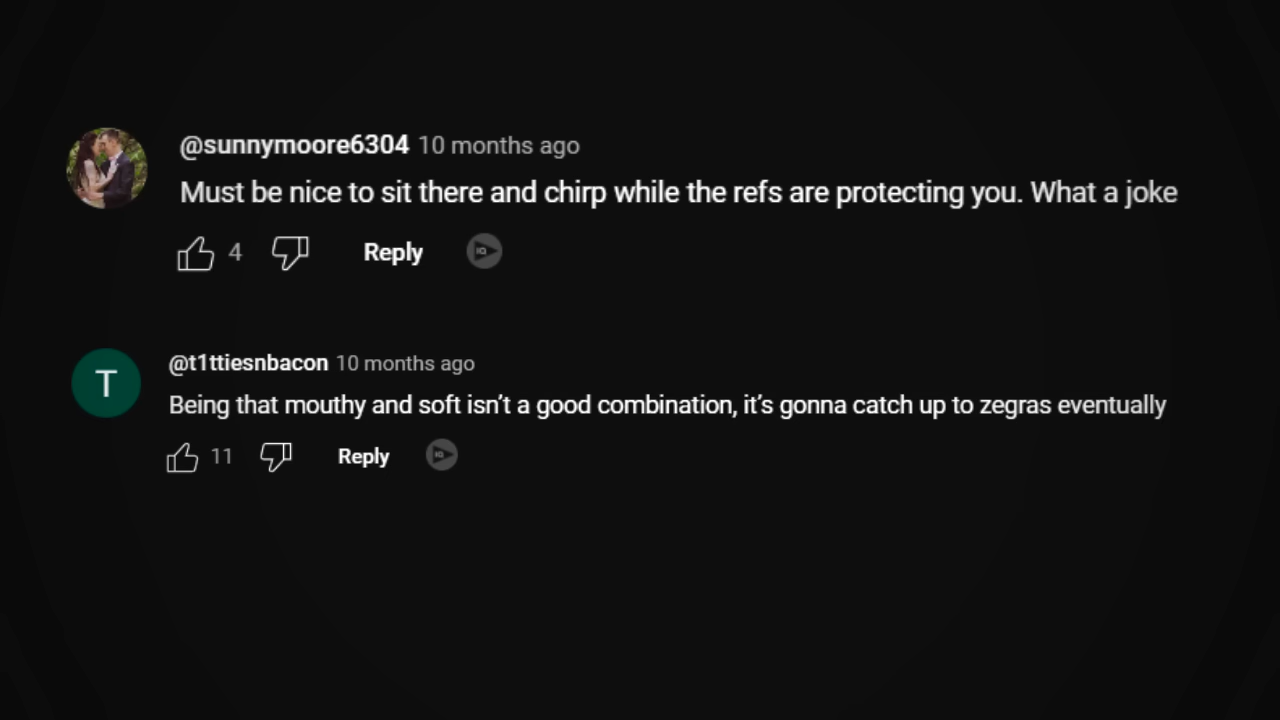 @sunnymoore6304 10 months ago
Must be nice to sit there and chirp while the refs are protecting you. What a joke
4 Reply IQ
T
@t1ttiesnbacon 10 months ago
Being that mouthy and soft isn't a good combination, it's gonna catch up to zegras eventually
11 Reply IQ